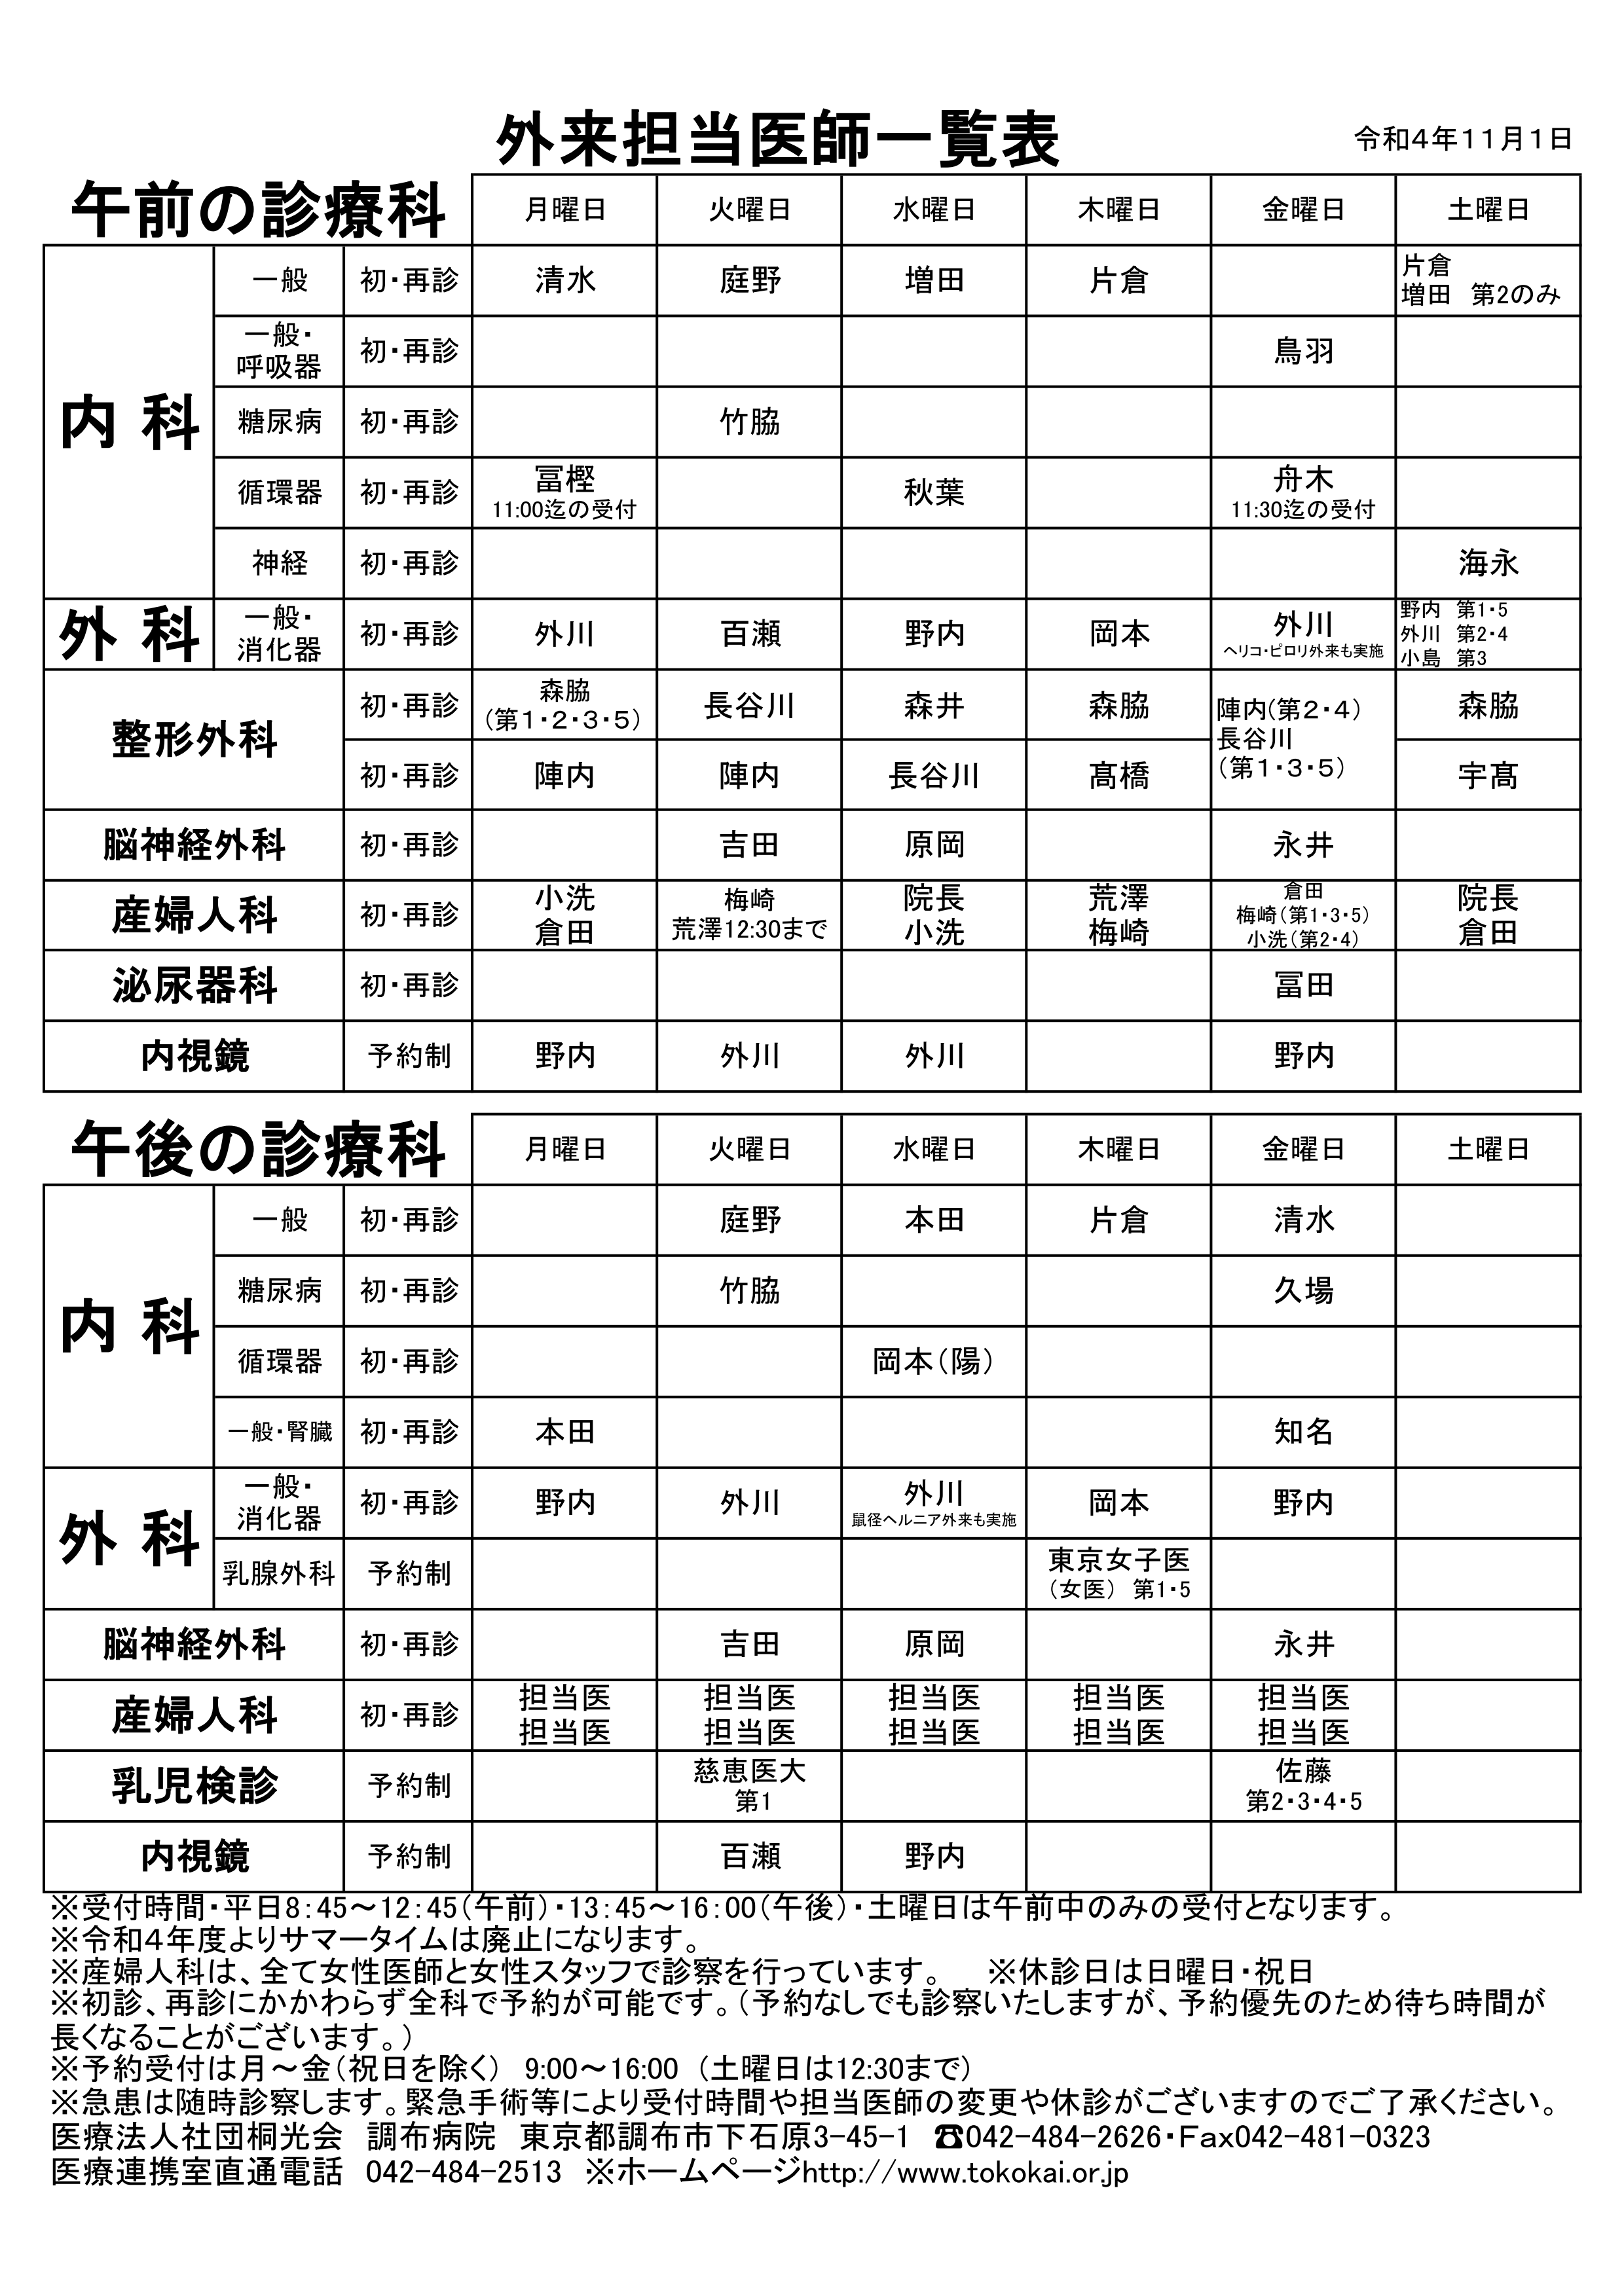 外来担当医師一覧表
令和4年11月1日
午前の診療科 月曜日 火曜日 水曜日 木曜日 金曜日 土曜日
内 科
一般 初・再診 清水 庭野 増田 片倉 片倉
増田 第2のみ
一般・
呼吸器 初・再診 鳥羽
糖尿病 初・再診 竹脇
循環器 初・再診 冨樫
11:00迄の受付 秋葉 舟木
11:30迄の受付
神経 初・再診 海永
外 科 一般・
消化器 初・再診 外川 百瀬 野内 岡本 外川
ヘリコ・ピロリ外来も実施
野内 第1・5
外川 第2・4
小島 第3
整形外科
初・再診 森脇
(第1・2・3・5) 長谷川 森井 森脇 陣内(第2・4)
長谷川
(第1・3・5) 森脇
初・再診 陣内 陣内 長谷川 髙橋 宇髙
脳神経外科 初・再診 吉田 原岡 永井
産婦人科 初・再診 小洗
倉田 梅崎
荒澤12:30まで 院長
小洗 荒澤
梅崎 倉田
梅崎(第1・3・5)
小洗(第2・4) 院長
倉田
泌尿器科 初・再診 冨田
内視鏡 予約制 野内 外川 外川 野内
午後の診療科 月曜日 火曜日 水曜日 木曜日 金曜日 土曜日
内 科
一般 初・再診 庭野 本田 片倉 清水
糖尿病 初・再診 竹脇 久場
循環器 初・再診 岡本(陽)
一般・腎臓 初・再診 本田 知名
外 科
一般・
消化器 初・再診 野内 外川 外川
鼠径ヘルニア外来も実施 岡本 野内
乳腺外科 予約制 東京女子医
(女医) 第1・5
脳神経外科 初・再診 吉田 原岡 永井
産婦人科 初・再診 担当医 担当医 担当医 担当医 担当医
担当医 担当医 担当医 担当医 担当医
乳児検診 予約制 慈恵医大
第1 佐藤
第2・3・4・5
内視鏡 予約制 百瀬 野内
※受付時間・平日8:45～12:45(午前)・13:45～16:00(午後)・土曜日は午前中のみの受付となります。
※令和4年度よりサマータイムは廃止になります。
※産婦人科は、全て女性医師と女性スタッフで診察を行っています。 ※休診日は日曜日・祝日
※初診、再診にかかわらず全科で予約が可能です。(予約なしでも診察いたしますが、予約優先のため待ち時間が
長くなることがございます。)
※予約受付は月～金(祝日を除く) 9:00～16:00 (土曜日は12:30まで)
※急患は随時診察します。緊急手術等により受付時間や担当医師の変更や休診がございますのでご了承ください。
医療法人社団桐光会 調布病院 東京都調布市下石原3-45-1 ☎042-484-2626・Fax042-481-0323
医療連携室直通電話 042-484-2513 ※ホームページhttp://www.tokokai.or.jp